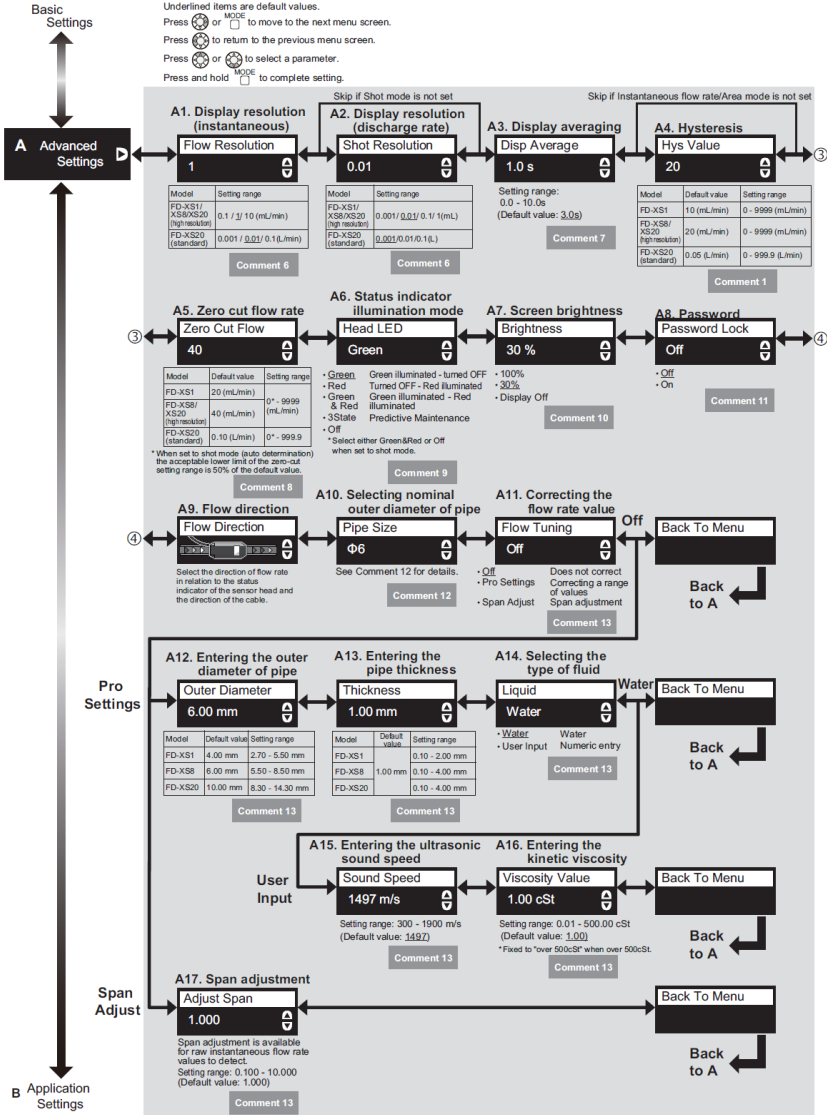 Underlined items are default values.
Press or MODE to move to the next menu screen.
Press to return to the previous menu screen.
Press or to select a parameter.
Press and hold MODE to complete setting.
Basic
Settings
A Advanced
Settings
Skip if Shot mode is not set
Skip if Instantaneous flow rate/Area mode is not set
A1. Display resolution
(instantaneous)
Flow Resolution
1
Model Setting range
FD-XS1/
XS8/XS20
(high resolution)
0.1 / 1/ 10 (mL/min)
FD-XS20
(standard)
0.001 / 0.01/ 0.1(L/min)
Comment 6
A2. Display resolution
(discharge rate)
Shot Resolution
0.01
Model Setting range
FD-XS1/
XS8/XS20
(high resolution)
0.001/ 0.01/ 0.1/ 1(mL)
FD-XS20
(standard)
0.001/0.01/0.1(L)
Comment 6
A3. Display averaging
Disp Average
1.0 s
Setting range:
0.0 - 10.0s
(Default value: 3.0s)
Comment 7
A4. Hysteresis
Hys Value
20
Model Default value Setting range
FD-XS1 10 (mL/min) 0 - 9999 (mL/min)
FD-XS8/
XS20
(high resolution)
20 (mL/min) 0 - 9999 (mL/min)
FD-XS20
(standard)
0.05 (L/min) 0 - 999.9 (L/min)
Comment 1
③
③
A5. Zero cut flow rate
Zero Cut Flow
40
Model Default value Setting range
FD-XS1 20 (mL/min)
FD-XS8/
XS20
(high resolution)
40 (mL/min)
0* - 9999
(mL/min)
FD-XS20
(standard)
0.10 (L/min) 0* - 999.9
* When set to shot mode (auto determination)
the acceptable lower limit of the zero-cut
setting range is 50% of the default value.
Comment 8
A6. Status indicator
illumination mode
Head LED
Green
・Green Green illuminated - turned OFF
・Red Turned OFF - Red illuminated
・Green
& Red
Green illuminated - Red
illuminated
・3State Predictive Maintenance
・Off
*Select either Green&Red or Off
when set to shot mode.
Comment 9
A7. Screen brightness
Brightness
30 %
・100%
・30%
・Display Off
Comment 10
A8. Password
Password Lock
Off
・Off
・On
Comment 11
④
④
A9. Flow direction
Flow Direction
Select the direction of flow rate
in relation to the status
indicator of the sensor head and
the direction of the cable.
A10. Selecting nominal
outer diameter of pipe
Pipe Size
Φ6
See Comment 12 for details.
Comment 12
A11. Correcting the
flow rate value
Flow Tuning
Off
・Off Does not correct
・Pro Settings Correcting a range
of values
・Span Adjust Span adjustment
Comment 13
Off
Back To Menu
Back
to A
Pro
Settings
A12. Entering the outer
diameter of pipe
Outer Diameter
6.00 mm
Model Default value Setting range
FD-XS1 4.00 mm 2.70 - 5.50 mm
FD-XS8 6.00 mm 5.50 - 8.50 mm
FD-XS20 10.00 mm 8.30 - 14.30 mm
Comment 13
A13. Entering the
pipe thickness
Thickness
1.00 mm
Model Default
value Setting range
FD-XS1 0.10 - 2.00 mm
FD-XS8 1.00 mm 0.10 - 4.00 mm
FD-XS20 0.10 - 4.00 mm
Comment 13
A14. Selecting the
type of fluid
Liquid
Water
・Water Water
・User Input Numeric entry
Comment 13
Water
Back To Menu
Back
to A
User
Input
A15. Entering the ultrasonic
sound speed
Sound Speed
1497 m/s
Setting range: 300 - 1900 m/s
(Default value: 1497)
Comment 13
A16. Entering the
kinetic viscosity
Viscosity Value
1.00 cSt
Setting range: 0.01 - 500.00 cSt
(Default value: 1.00)
*Fixed to "over 500cSt" when over 500cSt.
Comment 13
Back To Menu
Back
to A
Span
Adjust
A17. Span adjustment
Adjust Span
1.000
Span adjustment is available
for raw instantaneous flow rate
values to detect.
Setting range: 0.100 - 10.000
(Default value: 1.000)
Comment 13
Back To Menu
Back
to A
B Application
Settings